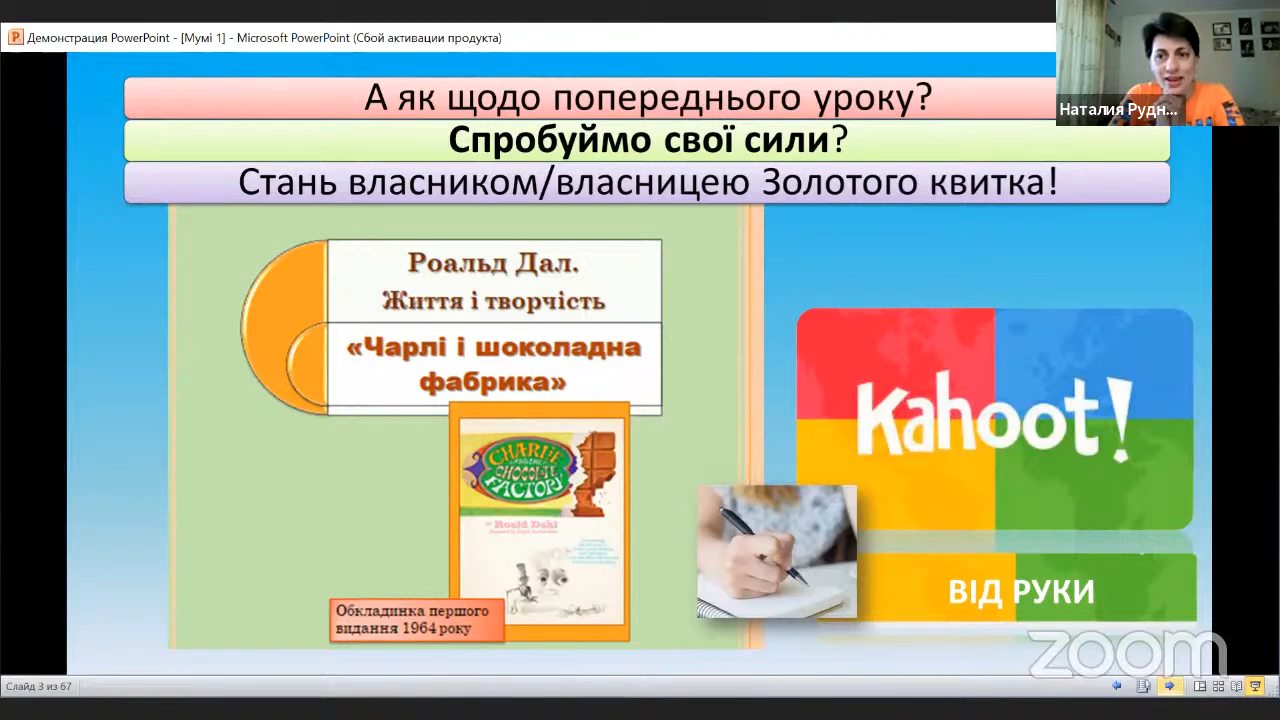 Демонстрация PowerPoint - [Мумі 1] - Microsoft PowerPoint (Сбой активации продукта)
Наталия Рудн...
А як щодо попереднього уроку?
Спробуймо свої сили?
Стань власником/власницею Золотого квитка!
Роальд Дал.
Життя і творчість
«Чарлі і шоколадна
фабрика»
CHARLIE
AND THE
CHOCOLATE
FACTORY
Roald Dahl
Обкладинка першого
видання 1964 року
Kahoot!
ВІД РУКИ
zoom
Слайд 3 из 67